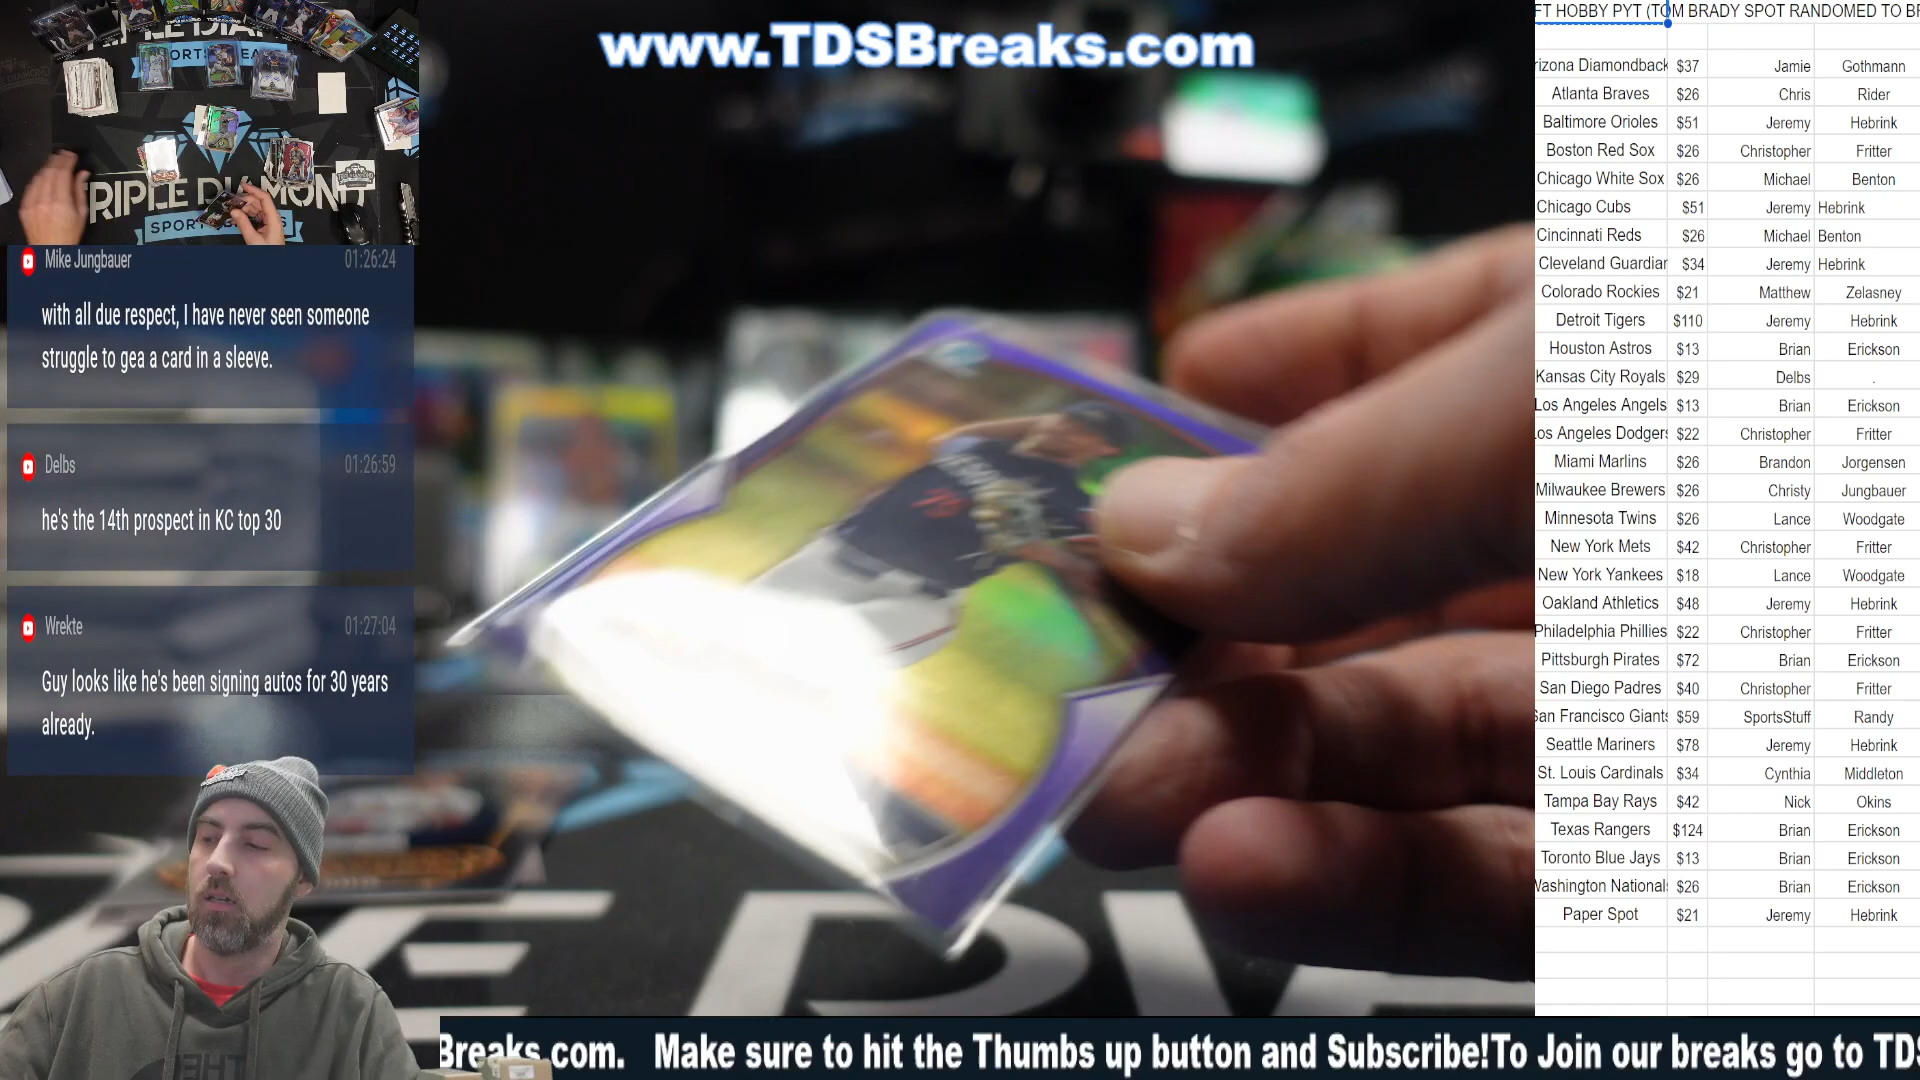 www.TDSBreaks.com
TRIPLE DIAMOND
Mike Jungbauer 01:26:24
with all due respect, I have never seen someone
struggle to gea a card in a sleeve.
Delbs 01:26:59
he's the 14th prospect in KC top 30
Wrekte 01:27:04
Guy looks like he's been signing autos for 30 years
already.
FT HOBBY PYT (TOM BRADY SPOT RANDOMED TO B
rizona Diamondback $37 Jamie Gothmann
Atlanta Braves $26 Chris Rider
Baltimore Orioles $51 Jeremy Hebrink
Boston Red Sox $26 Christopher Fritter
Chicago White Sox $26 Michael Benton
Chicago Cubs $51 Jeremy Hebrink
Cincinnati Reds $26 Michael Benton
Cleveland Guardian $34 Jeremy Hebrink
Colorado Rockies $21 Matthew Zelasney
Detroit Tigers $110 Jeremy Hebrink
Houston Astros $13 Brian Erickson
Kansas City Royals $29 Delbs .
Los Angeles Angels $13 Brian Erickson
os Angeles Dodgers $22 Christopher Fritter
Miami Marlins $26 Brandon Jorgensen
Milwaukee Brewers $26 Christy Jungbauer
Minnesota Twins $26 Lance Woodgate
New York Mets $42 Christopher Fritter
New York Yankees $18 Lance Woodgate
Oakland Athletics $48 Jeremy Hebrink
Philadelphia Phillies $22 Christopher Fritter
Pittsburgh Pirates $72 Brian Erickson
San Diego Padres $40 Christopher Fritter
San Francisco Giants $59 SportsStuff Randy
Seattle Mariners $78 Jeremy Hebrink
St. Louis Cardinals $34 Cynthia Middleton
Tampa Bay Rays $42 Nick Okins
Texas Rangers $124 Brian Erickson
Toronto Blue Jays $13 Brian Erickson
Washington National $26 Brian Erickson
Paper Spot $21 Jeremy Hebrink
Breaks.com. Make sure to hit the Thumbs up button and Subscribe!To Join our breaks go to TDS